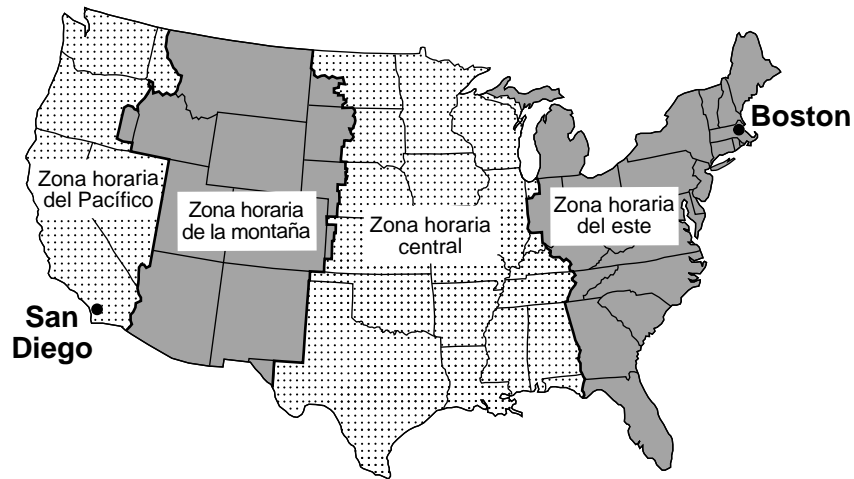 Boston
Zona horaria
del Pacífico
Zona horaria
de la montaña
Zona horaria
central
Zona horaria
del este
San
Diego